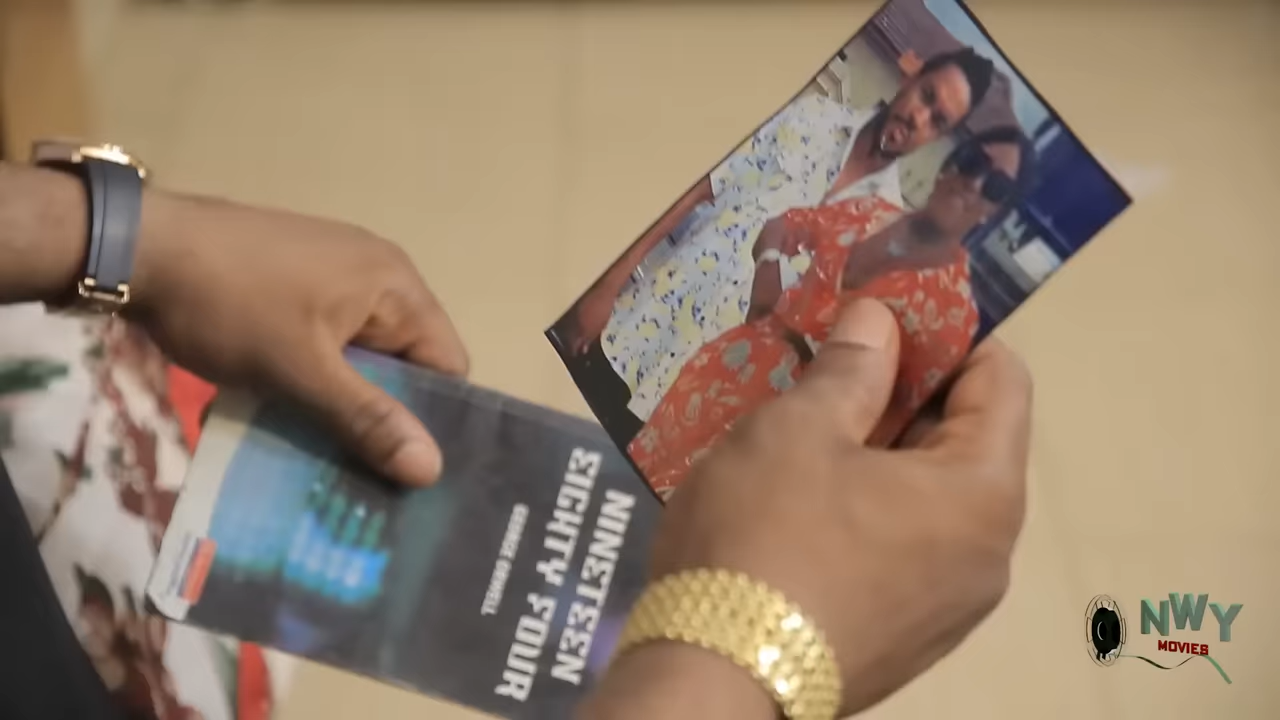 NINETEEN
EIGHTY FOUR
GEORGE ORWELL
NWY
MOVIES